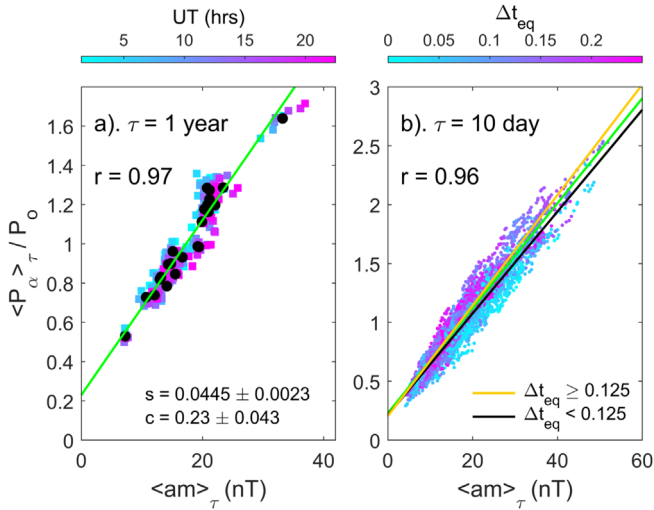 UT (hrs)
5 10 15 20
<P_α>_τ / P_o
1.6
1.4
1.2
1
0.8
0.6
0.4
0.2
0
a). τ = 1 year
r = 0.97
s = 0.0445 ± 0.0023
c = 0.23 ± 0.043
0 20 40
<am>_τ (nT)
Δt_eq
0 0.05 0.1 0.15 0.2
3
2.5
2
1.5
1
0.5
0
b). τ = 10 day
r = 0.96
Δt_eq ≥ 0.125
Δt_eq < 0.125
0 20 40 60
<am>_τ (nT)